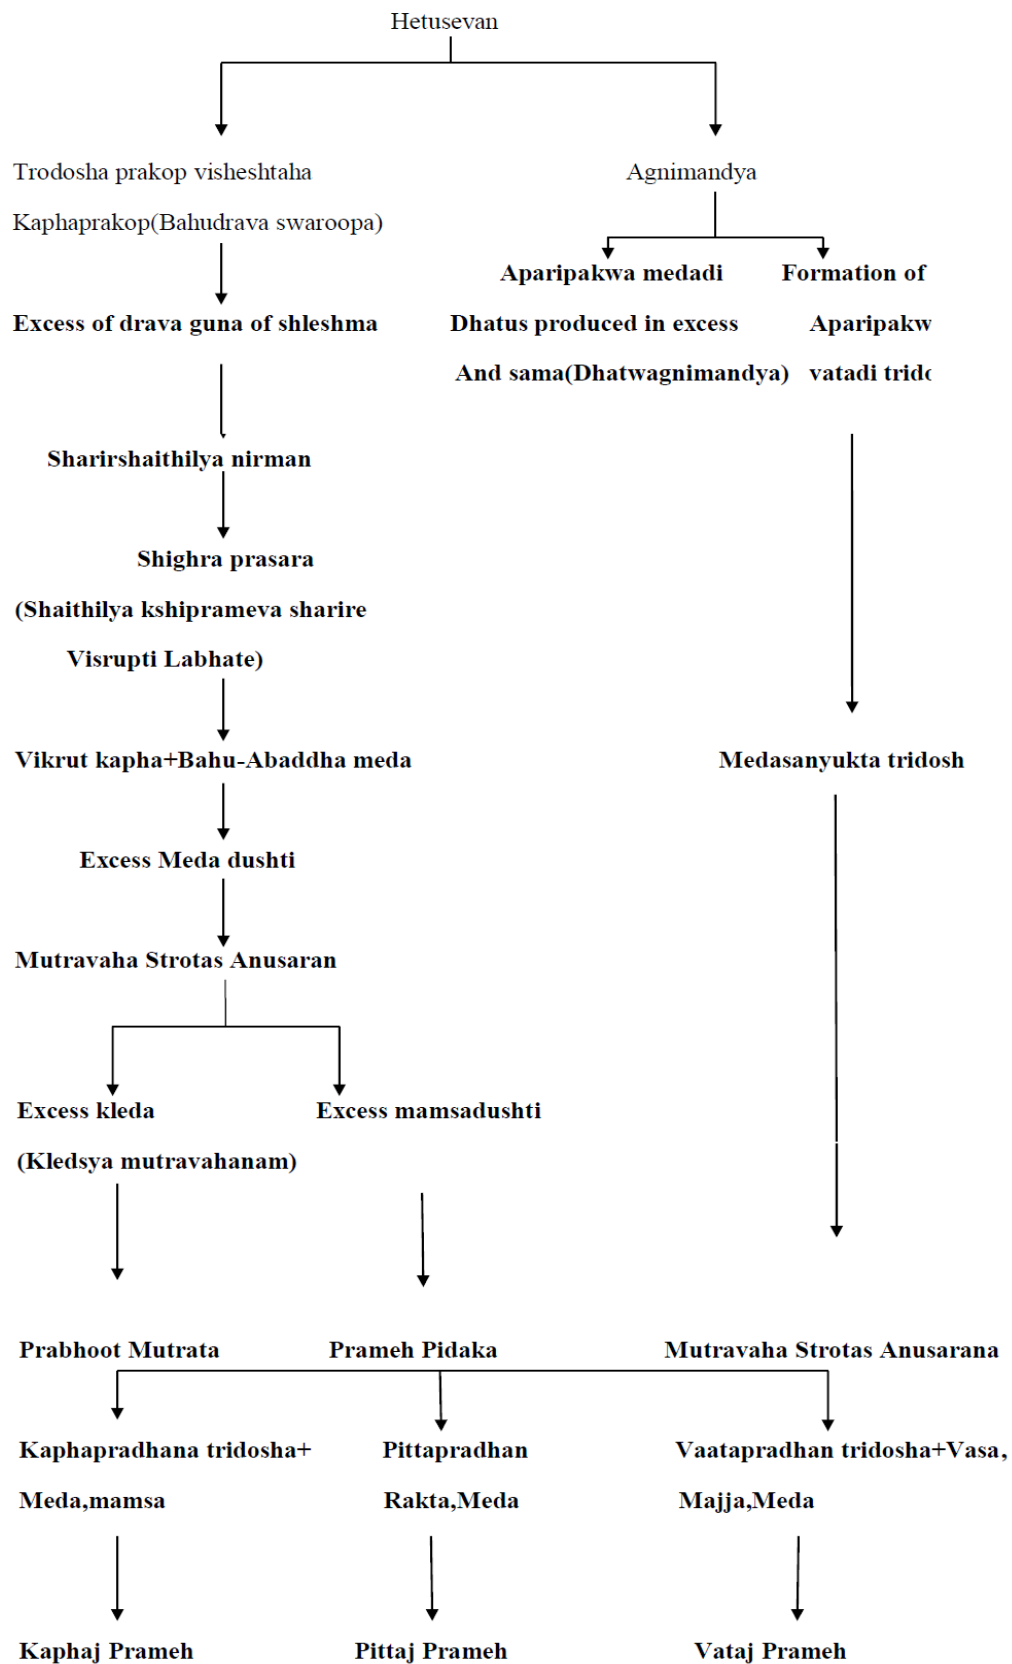 Hetusevan
Trodosha prakop visheshtaha
Kaphaprakop(Bahudrava swaroopa)
Agnimandya
Excess of drava guna of shleshma
Aparipakwa medadi
Dhatus produced in excess
And sama(Dhatwagnimandya)
Formation of
Aparipakw
vatadi
Sharirshaithilya nirman
Shighra prasara
(Shaithilya kshiprameva sharire
Visrupti Labhate)
Vikrut kapha+Bahu-Abaddha meda
Medasanyukta tridosh
Excess Meda dushti
Mutravaha Strotas Anusaran
Excess kleda
(Kledsya mutravahanam)
Excess mamsadushti
Prabhoot Mutrata
Prameh Pidaka
Mutravaha Strotas Anusarana
Kaphapradhana tridosha+
Meda,mamsa
Pittapradhan
Rakta,Meda
Vaatapradhan tridosha+Vasa,
Majja,Meda
Kaphaj Prameh
Pittaj Prameh
Vataj Prameh